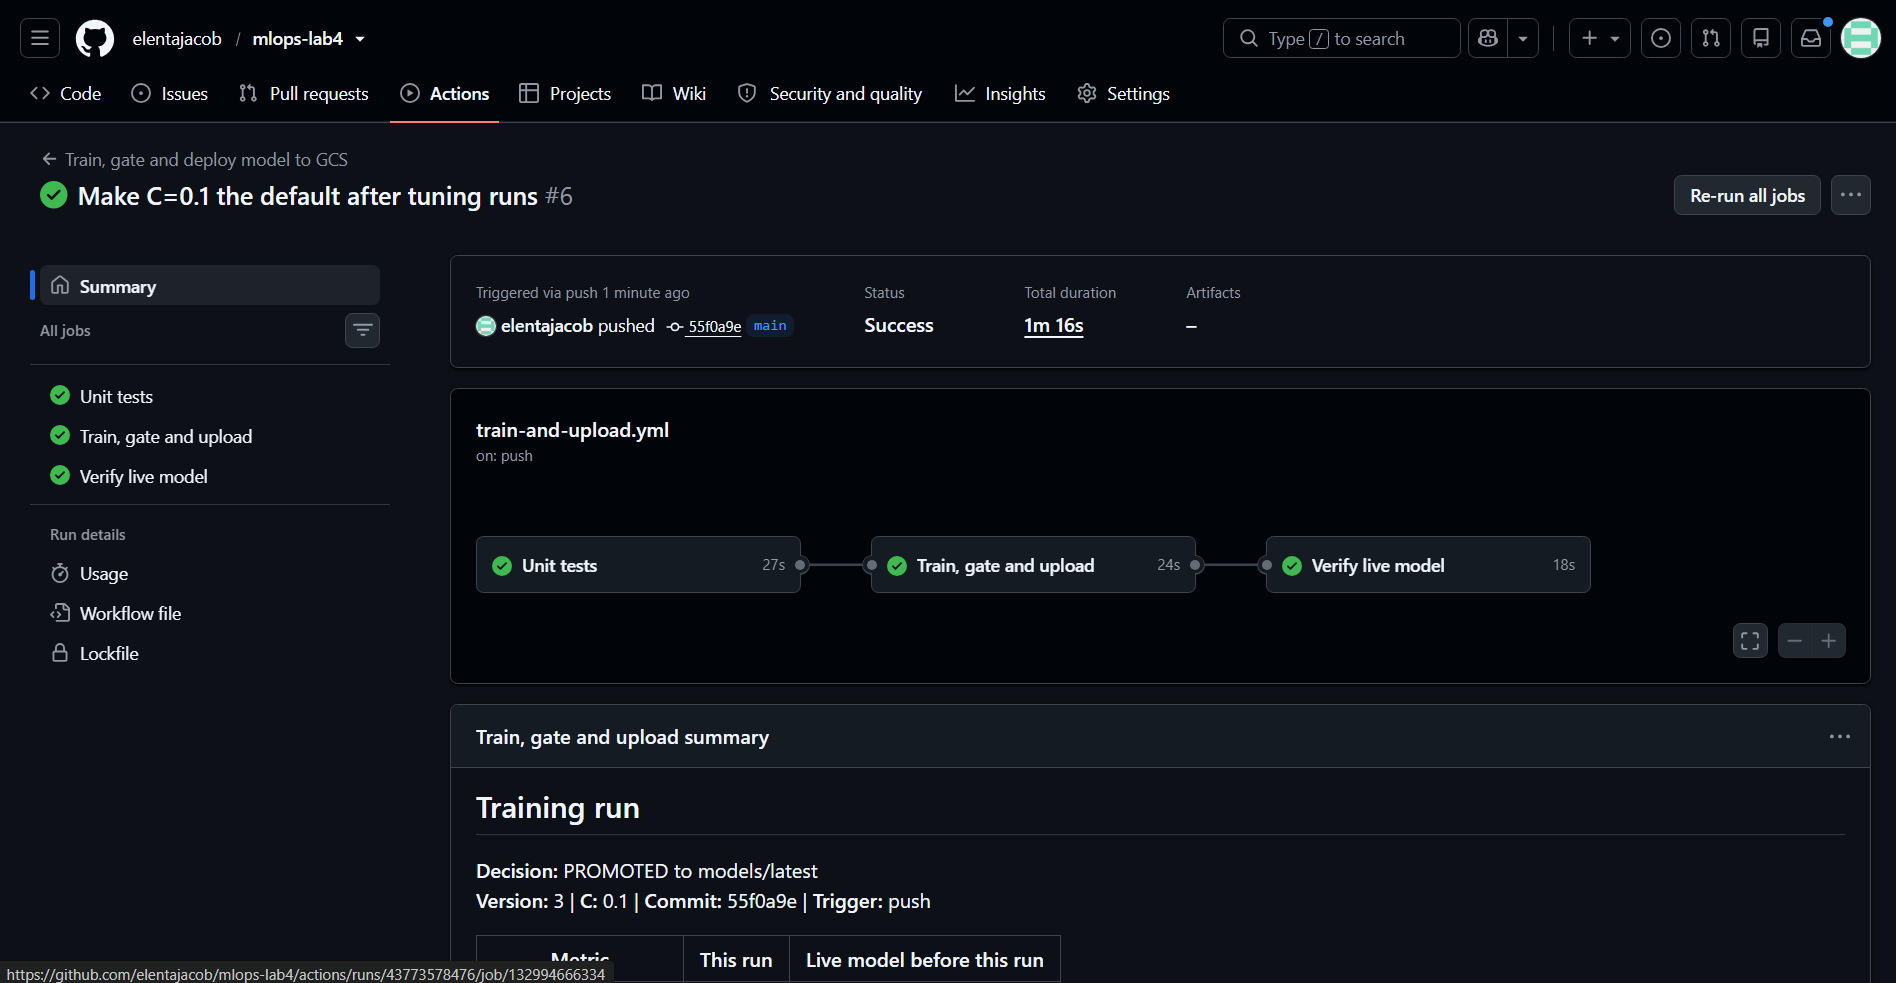 elentajacob / mlops-lab4
Type / to search
Code Issues Pull requests Actions Projects Wiki Security and quality Insights Settings
Train, gate and deploy model to GCS
Make C=0.1 the default after tuning runs #6
Re-run all jobs
Summary
All jobs
Unit tests
Train, gate and upload
Verify live model
Run details
Usage
Workflow file
Lockfile
Triggered via push 1 minute ago
elentajacob pushed 55f0a9e main
Status
Success
Total duration
1m 16s
Artifacts
–
train-and-upload.yml
on: push
Unit tests 27s
Train, gate and upload 24s
Verify live model 18s
Train, gate and upload summary
Training run
Decision: PROMOTED to models/latest
Version: 3 | C: 0.1 | Commit: 55f0a9e | Trigger: push
Metric This run Live model before this run
https://github.com/elentajacob/mlops-lab4/actions/runs/43773578476/job/132994666334